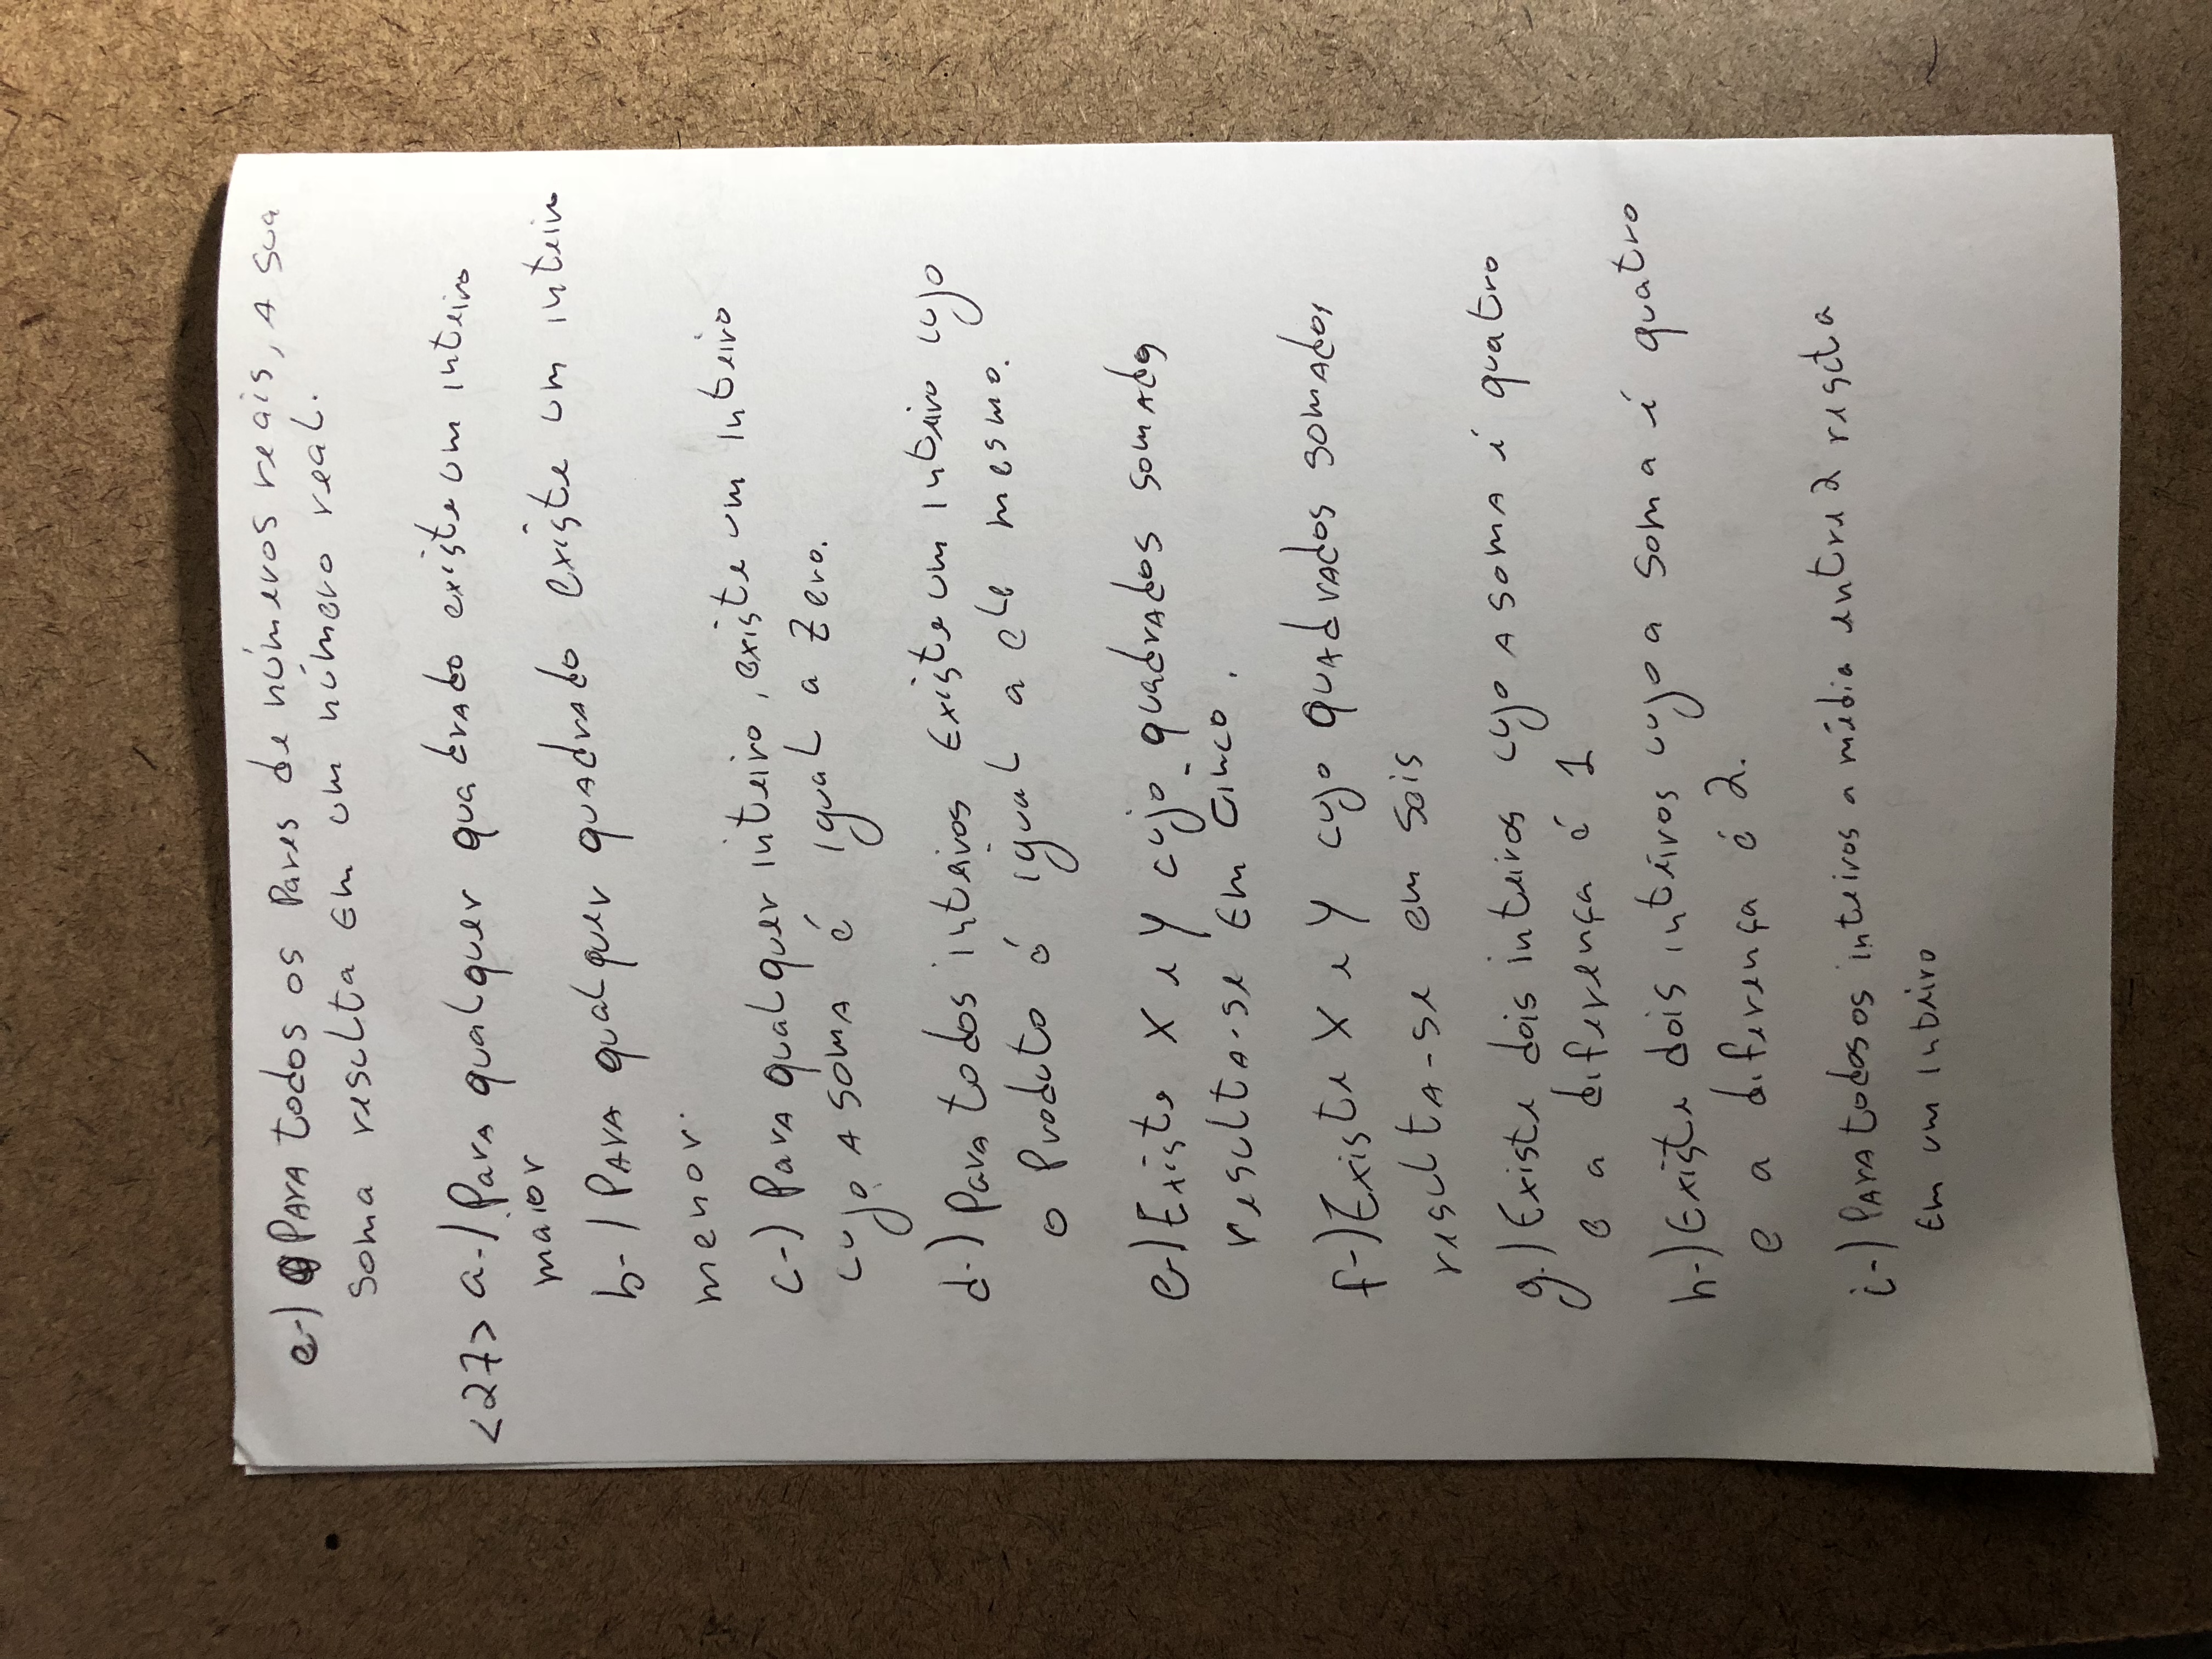 e-) Para todos os Pares de números reais, a sua
soma resulta em um número real.
<27> a-) Para qualquer quadrado existe um inteiro
maior
b-) Para qualquer quadrado existe um inteiro
menor.
c-) Para qualquer inteiro, existe um inteiro
cujo a soma é igual a zero.
d-) Para todos inteiros existe um inteiro cujo
o Produto é igual a ele mesmo.
e-) Existe x e y cujo quadrados somados
resulta-se em cinco.
f-) Existe x e y cujo quadrados somados
resulta-se em seis
g-) Existe dois inteiros cujo a soma é quatro
e a diferença é 1
h-) Existe dois inteiros cujo a soma é quatro
e a diferença é 2.
i-) Para todos os inteiros a média entre 2 resulta
em um inteiro